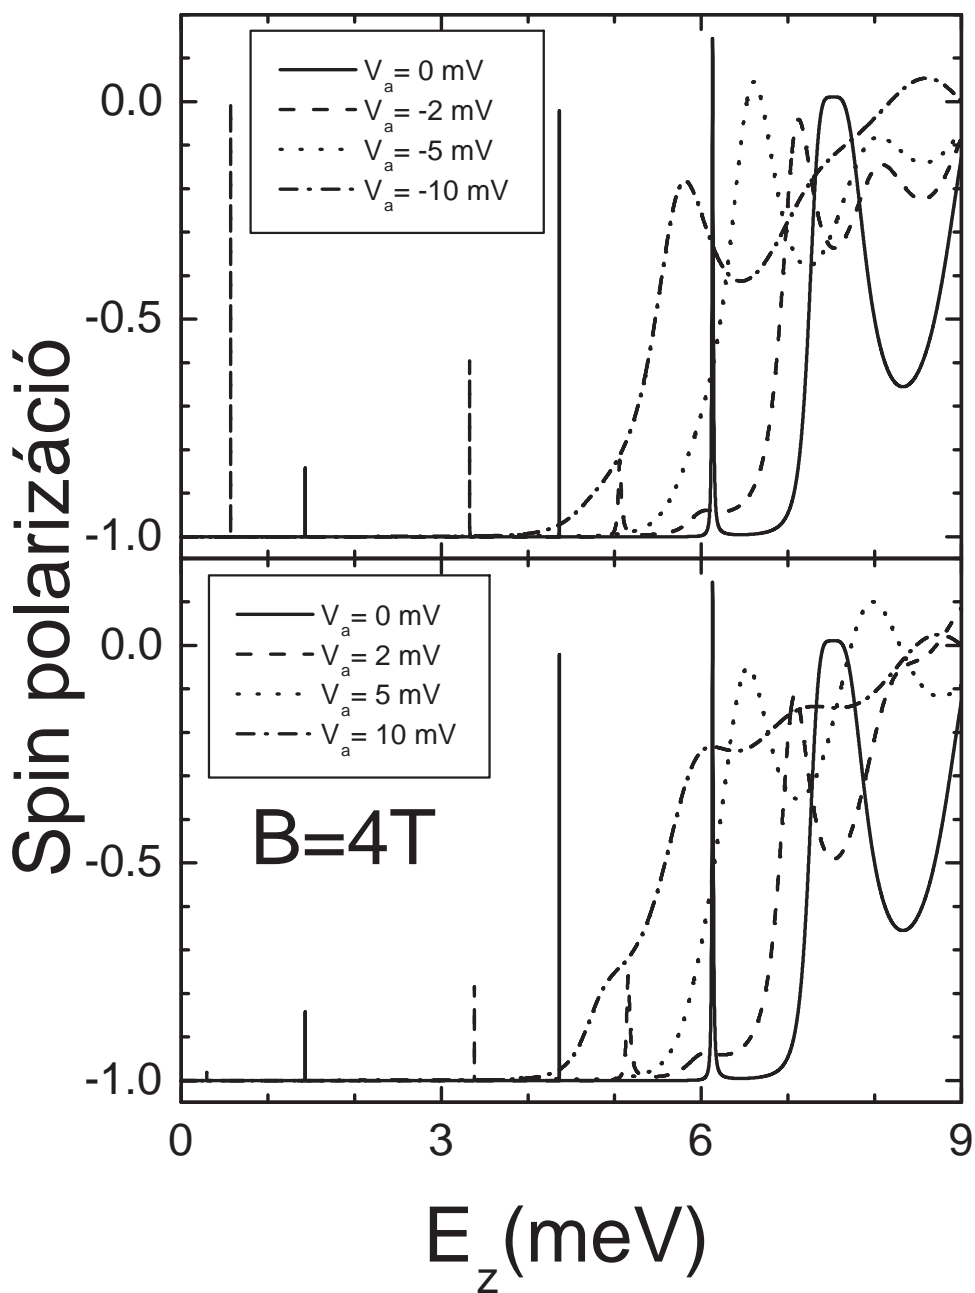 V_a= 0 mV
V_a= -2 mV
V_a= -5 mV
V_a= -10 mV
0.0
-0.5
-1.0
V_a= 0 mV
V_a= 2 mV
V_a= 5 mV
V_a= 10 mV
0.0
B=4T
-0.5
-1.0
0 3 6 9
Spin polarizáció
E_z(meV)